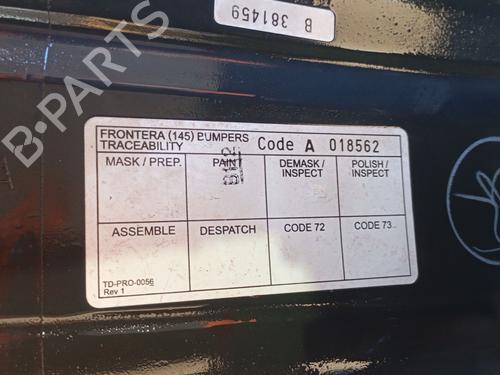 B 381459
B-PARTS
FRONTERA (145) BUMPERS
TRACEABILITY
Code A 018562
MASK / PREP.
PAINT
DEMASK /
INSPECT
POLISH /
INSPECT
ASSEMBLE
DESPATCH
CODE 72
CODE 73
TD-PRO-0056
Rev 1